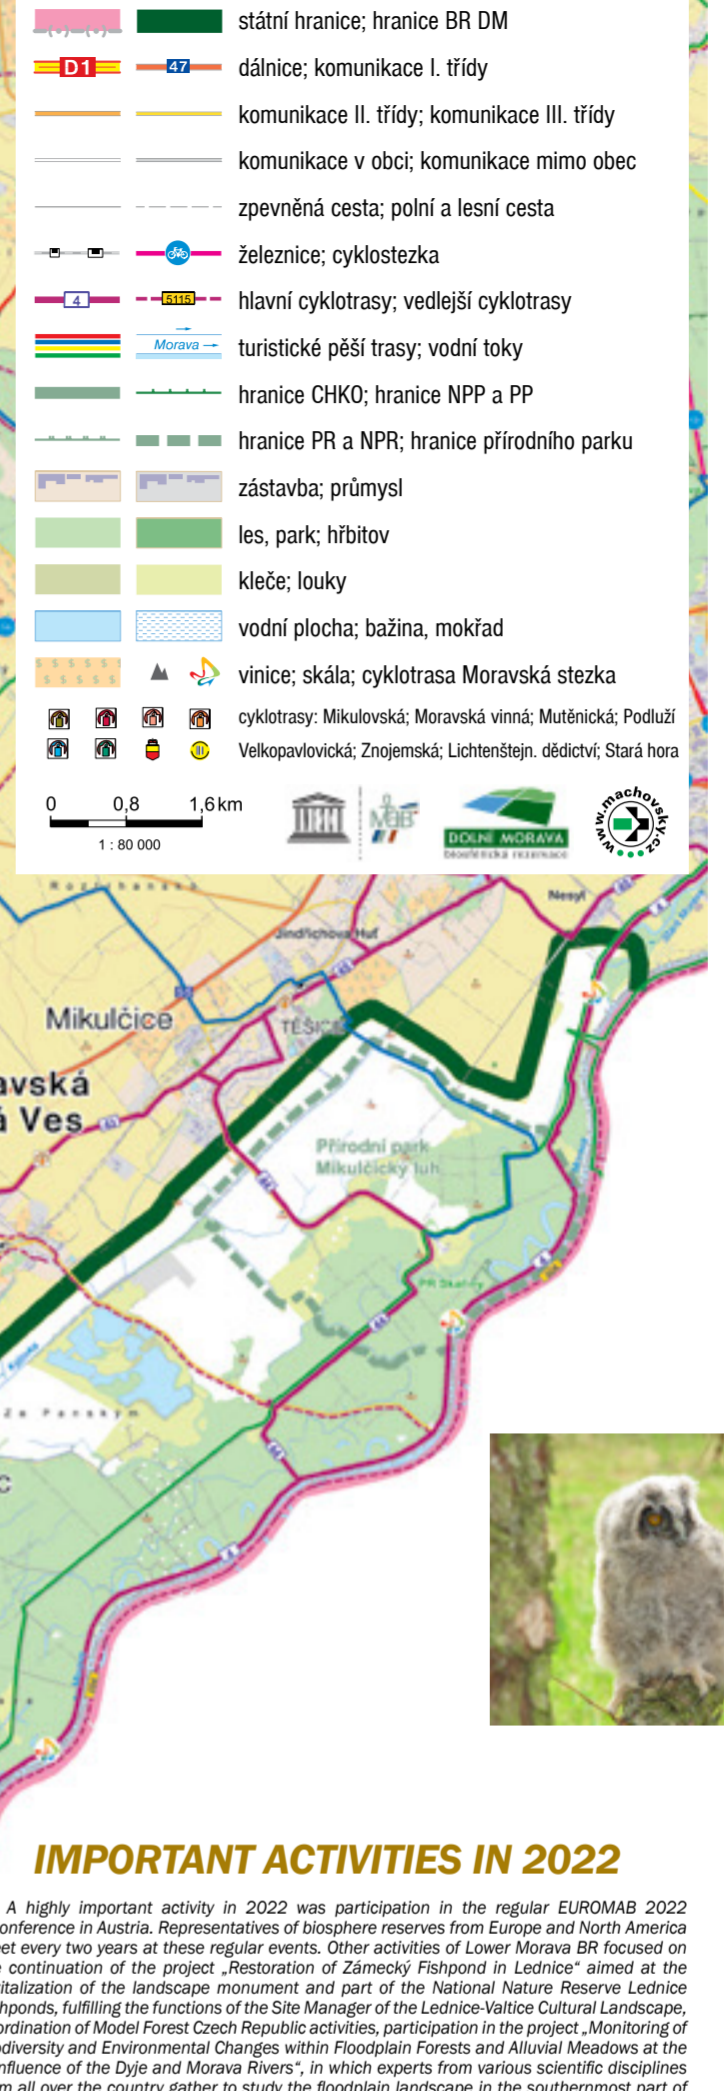 státní hranice; hranice BR DM
D1 47 dálnice; komunikace I. třídy
komunikace II. třídy; komunikace III. třídy
komunikace v obci; komunikace mimo obec
zpevněná cesta; polní a lesní cesta
železnice; cyklostezka
4 5115 hlavní cyklotrasy; vedlejší cyklotrasy
Morava turistické pěší trasy; vodní toky
hranice CHKO; hranice NPP a PP
hranice PR a NPR; hranice přírodního parku
zástavba; průmysl
les, park; hřbitov
kleče; louky
vodní plocha; bažina, mokřad
vinice; skála; cyklotrasa Moravská stezka
cyklotrasy: Mikulovská; Moravská vinná; Mutěnická; Podluží
Velkopavlovická; Znojemská; Lichtenštejn. dědictví; Stará hora
0 0,8 1,6 km
1 : 80 000
MaB
DOLNÍ MORAVA
biosférická rezervace
www.machovsky.cz
Nesyt
Jindřichova Huť
Mikulčice
TĚŠICE
avská
á Ves
Přírodní park
Mikulčický luh
PR Skařiny
Za Panským
IMPORTANT ACTIVITIES IN 2022
A highly important activity in 2022 was participation in the regular EUROMAB 2022
onference in Austria. Representatives of biosphere reserves from Europe and North America
et every two years at these regular events. Other activities of Lower Morava BR focused on
e continuation of the project „Restoration of Zámecký Fishpond in Lednice“ aimed at the
vitalization of the landscape monument and part of the National Nature Reserve Lednice
hponds, fulfilling the functions of the Site Manager of the Lednice-Valtice Cultural Landscape,
ordination of Model Forest Czech Republic activities, participation in the project „Monitoring of
odiversity and Environmental Changes within Floodplain Forests and Alluvial Meadows at the
nfluence of the Dyje and Morava Rivers“, in which experts from various scientific disciplines
m all over the country gather to study the floodplain landscape in the southernmost part of